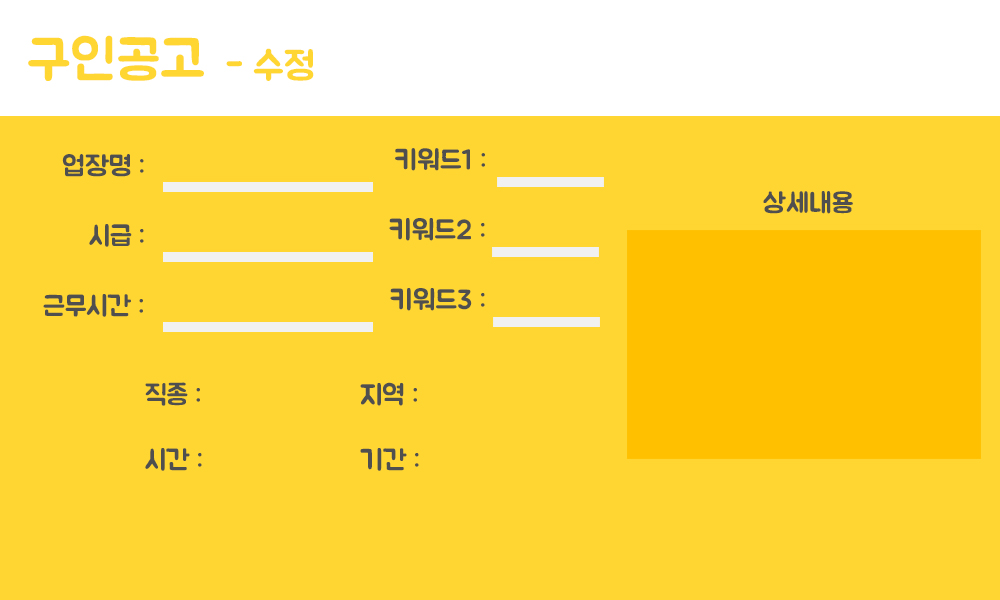 구인공고 - 수정
업장명 :
시급 :
근무시간 :
키워드1 :
키워드2 :
키워드3 :
직종 :
지역 :
시간 :
기간 :
상세내용